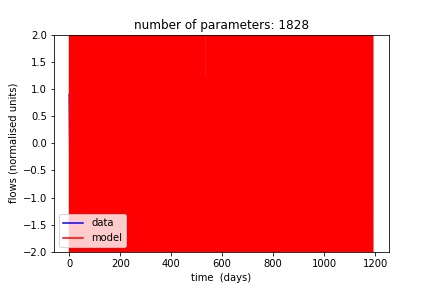 number of parameters: 1828
flows (normalised units)
2.0
1.5
1.0
0.5
0.0
−0.5
−1.0
−1.5
−2.0
data
model
0 200 400 600 800 1000 1200
time (days)